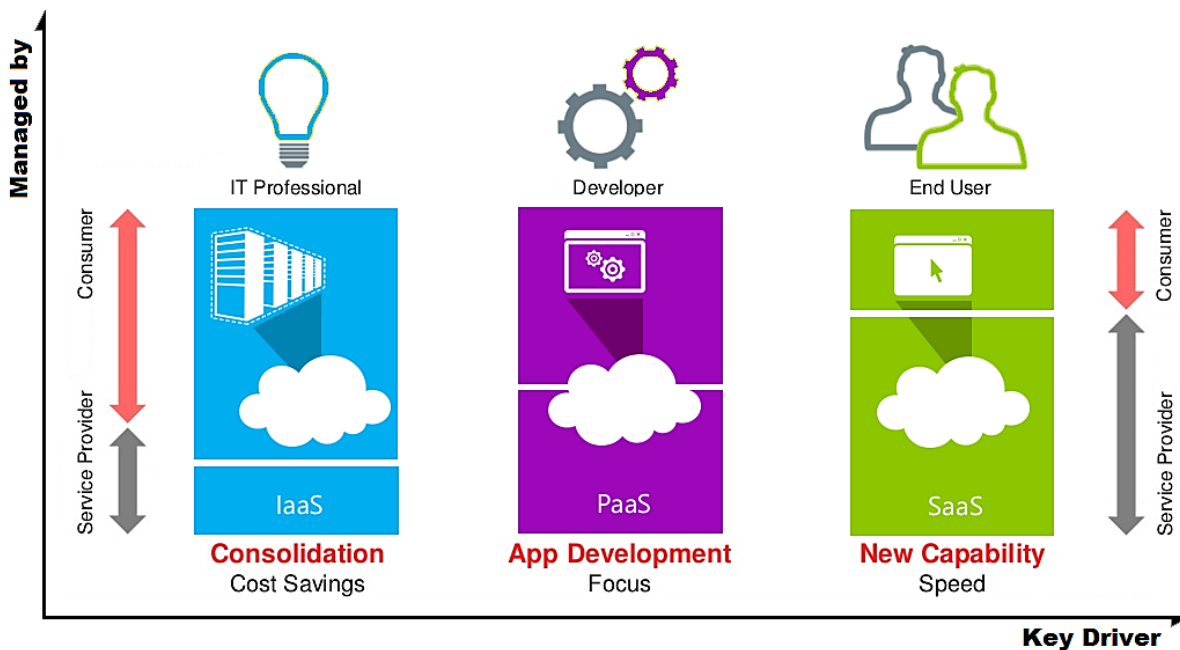 Managed by
IT Professional
Developer
End User
Consumer
Service Provider
Consumer
Service Provider
IaaS
PaaS
SaaS
Consolidation
Cost Savings
App Development
Focus
New Capability
Speed
Key Driver